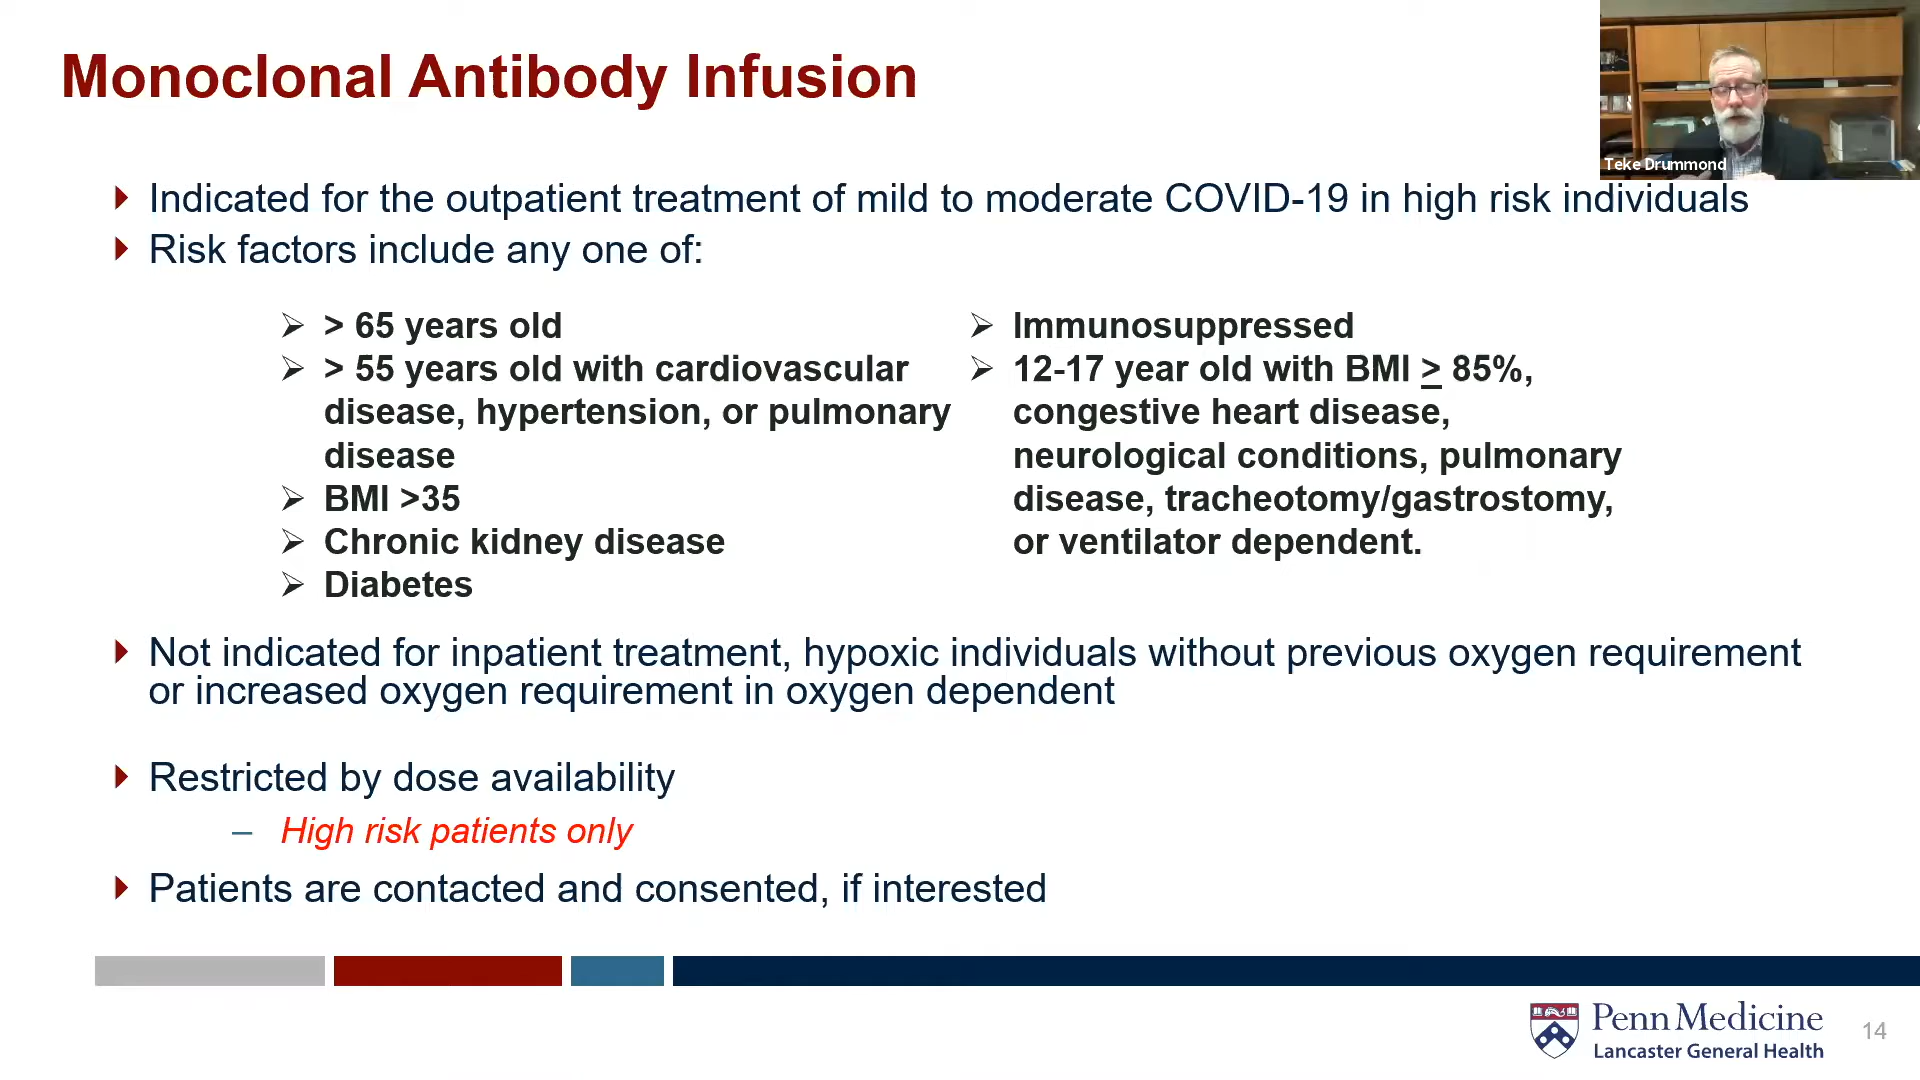 Monoclonal Antibody Infusion
Teke Drummond
Indicated for the outpatient treatment of mild to moderate COVID-19 in high risk individuals
Risk factors include any one of:
> 65 years old
> 55 years old with cardiovascular
disease, hypertension, or pulmonary
disease
BMI >35
Chronic kidney disease
Diabetes
Immunosuppressed
12-17 year old with BMI > 85%,
congestive heart disease,
neurological conditions, pulmonary
disease, tracheotomy/gastrostomy,
or ventilator dependent.
Not indicated for inpatient treatment, hypoxic individuals without previous oxygen requirement
or increased oxygen requirement in oxygen dependent
Restricted by dose availability
– High risk patients only
Patients are contacted and consented, if interested
Penn Medicine
Lancaster General Health
14